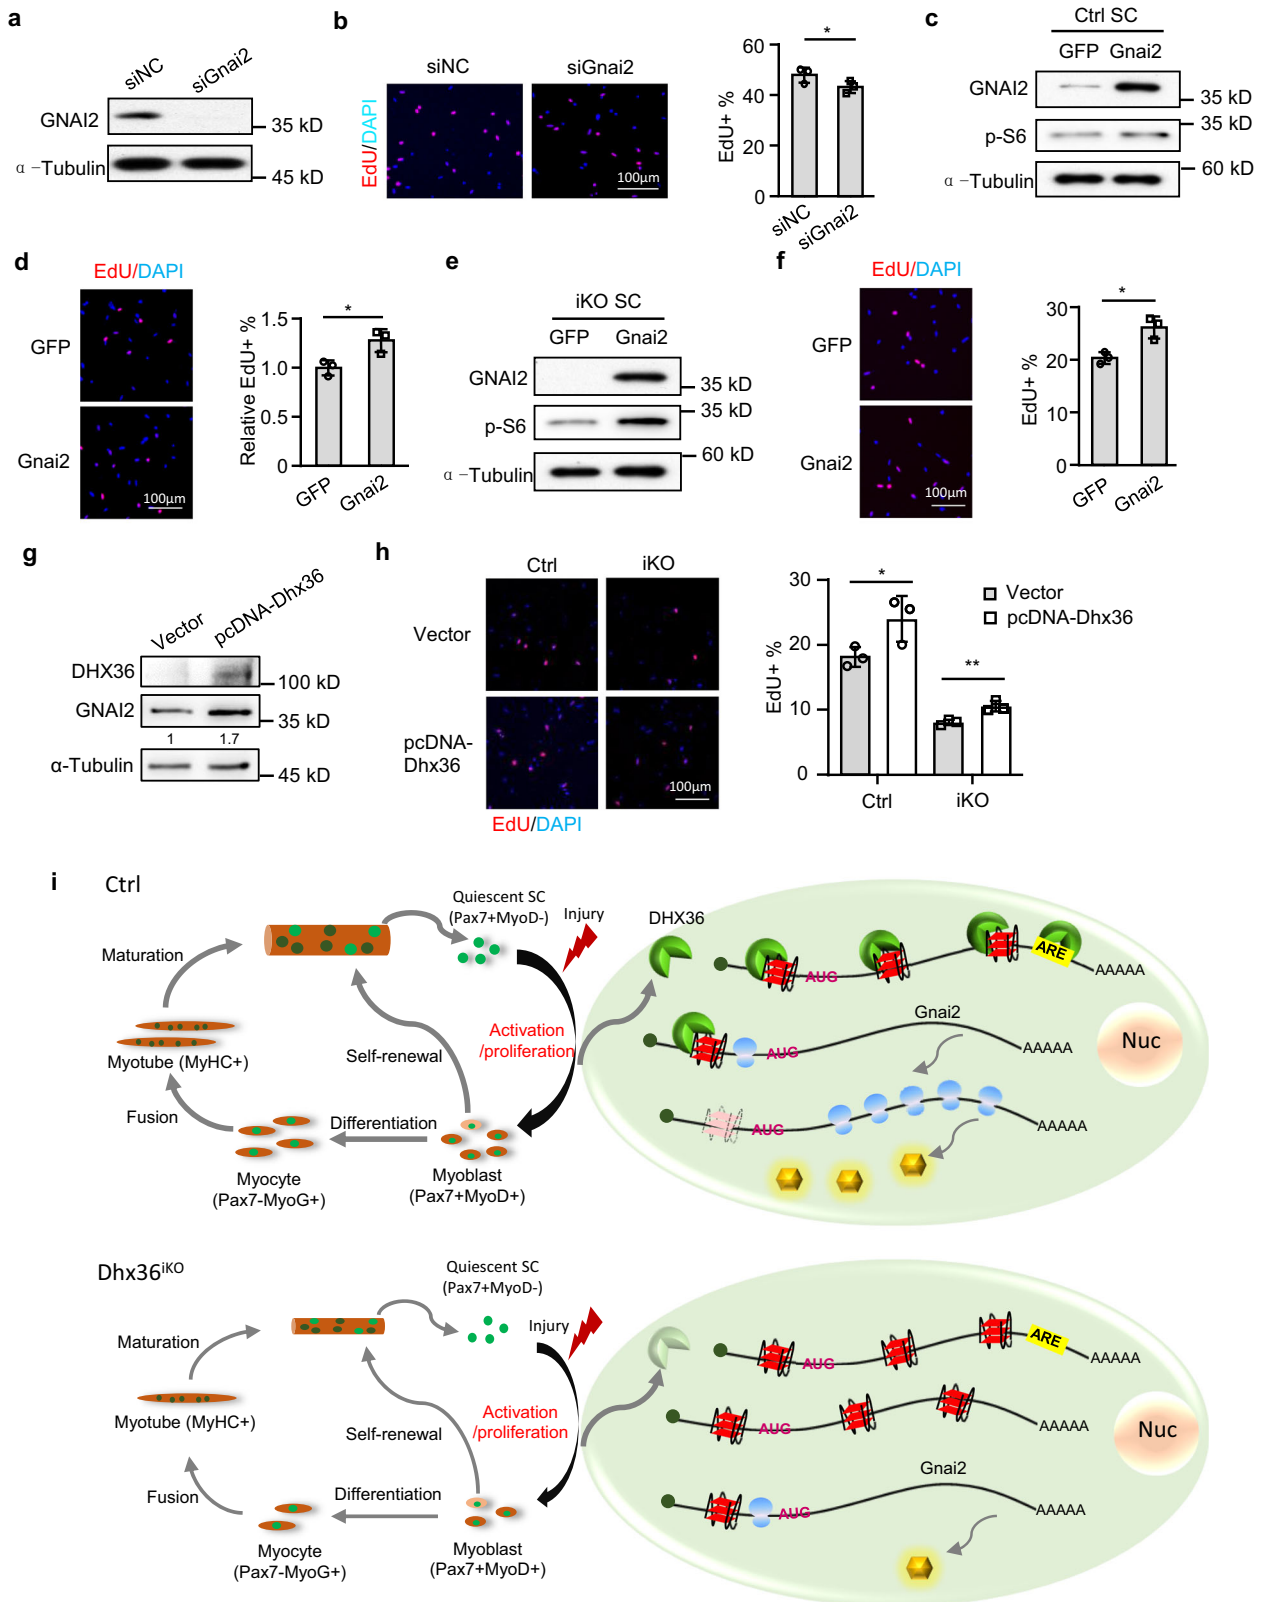 a
siNC
siGnai2
GNAI2
35 kD
α-Tubulin
45 kD
b
siNC
siGnai2
EdU/DAPI
100μm
EdU+ %
60
40
20
0
*
siNC
siGnai2
c
Ctrl SC
GFP Gnai2
GNAI2
35 kD
35 kD
p-S6
60 kD
α-Tubulin
d
EdU/DAPI
GFP
Gnai2
100μm
Relative EdU+ %
1.5
1.0
0.5
0
*
GFP
Gnai2
e
iKO SC
GFP Gnai2
GNAI2
35 kD
35 kD
p-S6
60 kD
α-Tubulin
f
EdU/DAPI
GFP
Gnai2
100μm
EdU+ %
30
20
10
0
*
GFP
Gnai2
g
Vector
pcDNA-Dhx36
DHX36
100 kD
GNAI2
35 kD
1 1.7
α-Tubulin
45 kD
h
Ctrl iKO
Vector
pcDNA-
Dhx36
100μm
EdU/DAPI
EdU+ %
30
20
10
0
*
**
Ctrl iKO
Vector
pcDNA-Dhx36
i
Ctrl
Quiescent SC
(Pax7+MyoD-)
Injury
Maturation
Activation
/proliferation
Self-renewal
Myotube (MyHC+)
Fusion
Differentiation
Myocyte
(Pax7-MyoG+)
Myoblast
(Pax7+MyoD+)
DHX36
AUG
ARE
AAAAA
Gnai2
AUG
AAAAA
Nuc
AUG
AAAAA
Dhx36iKO
Quiescent SC
(Pax7+MyoD-)
Injury
Maturation
Activation
/proliferation
Self-renewal
Myotube (MyHC+)
Fusion
Differentiation
Myocyte
(Pax7-MyoG+)
Myoblast
(Pax7+MyoD+)
AUG
ARE
AAAAA
AUG
AAAAA
Nuc
Gnai2
AUG
AAAAA